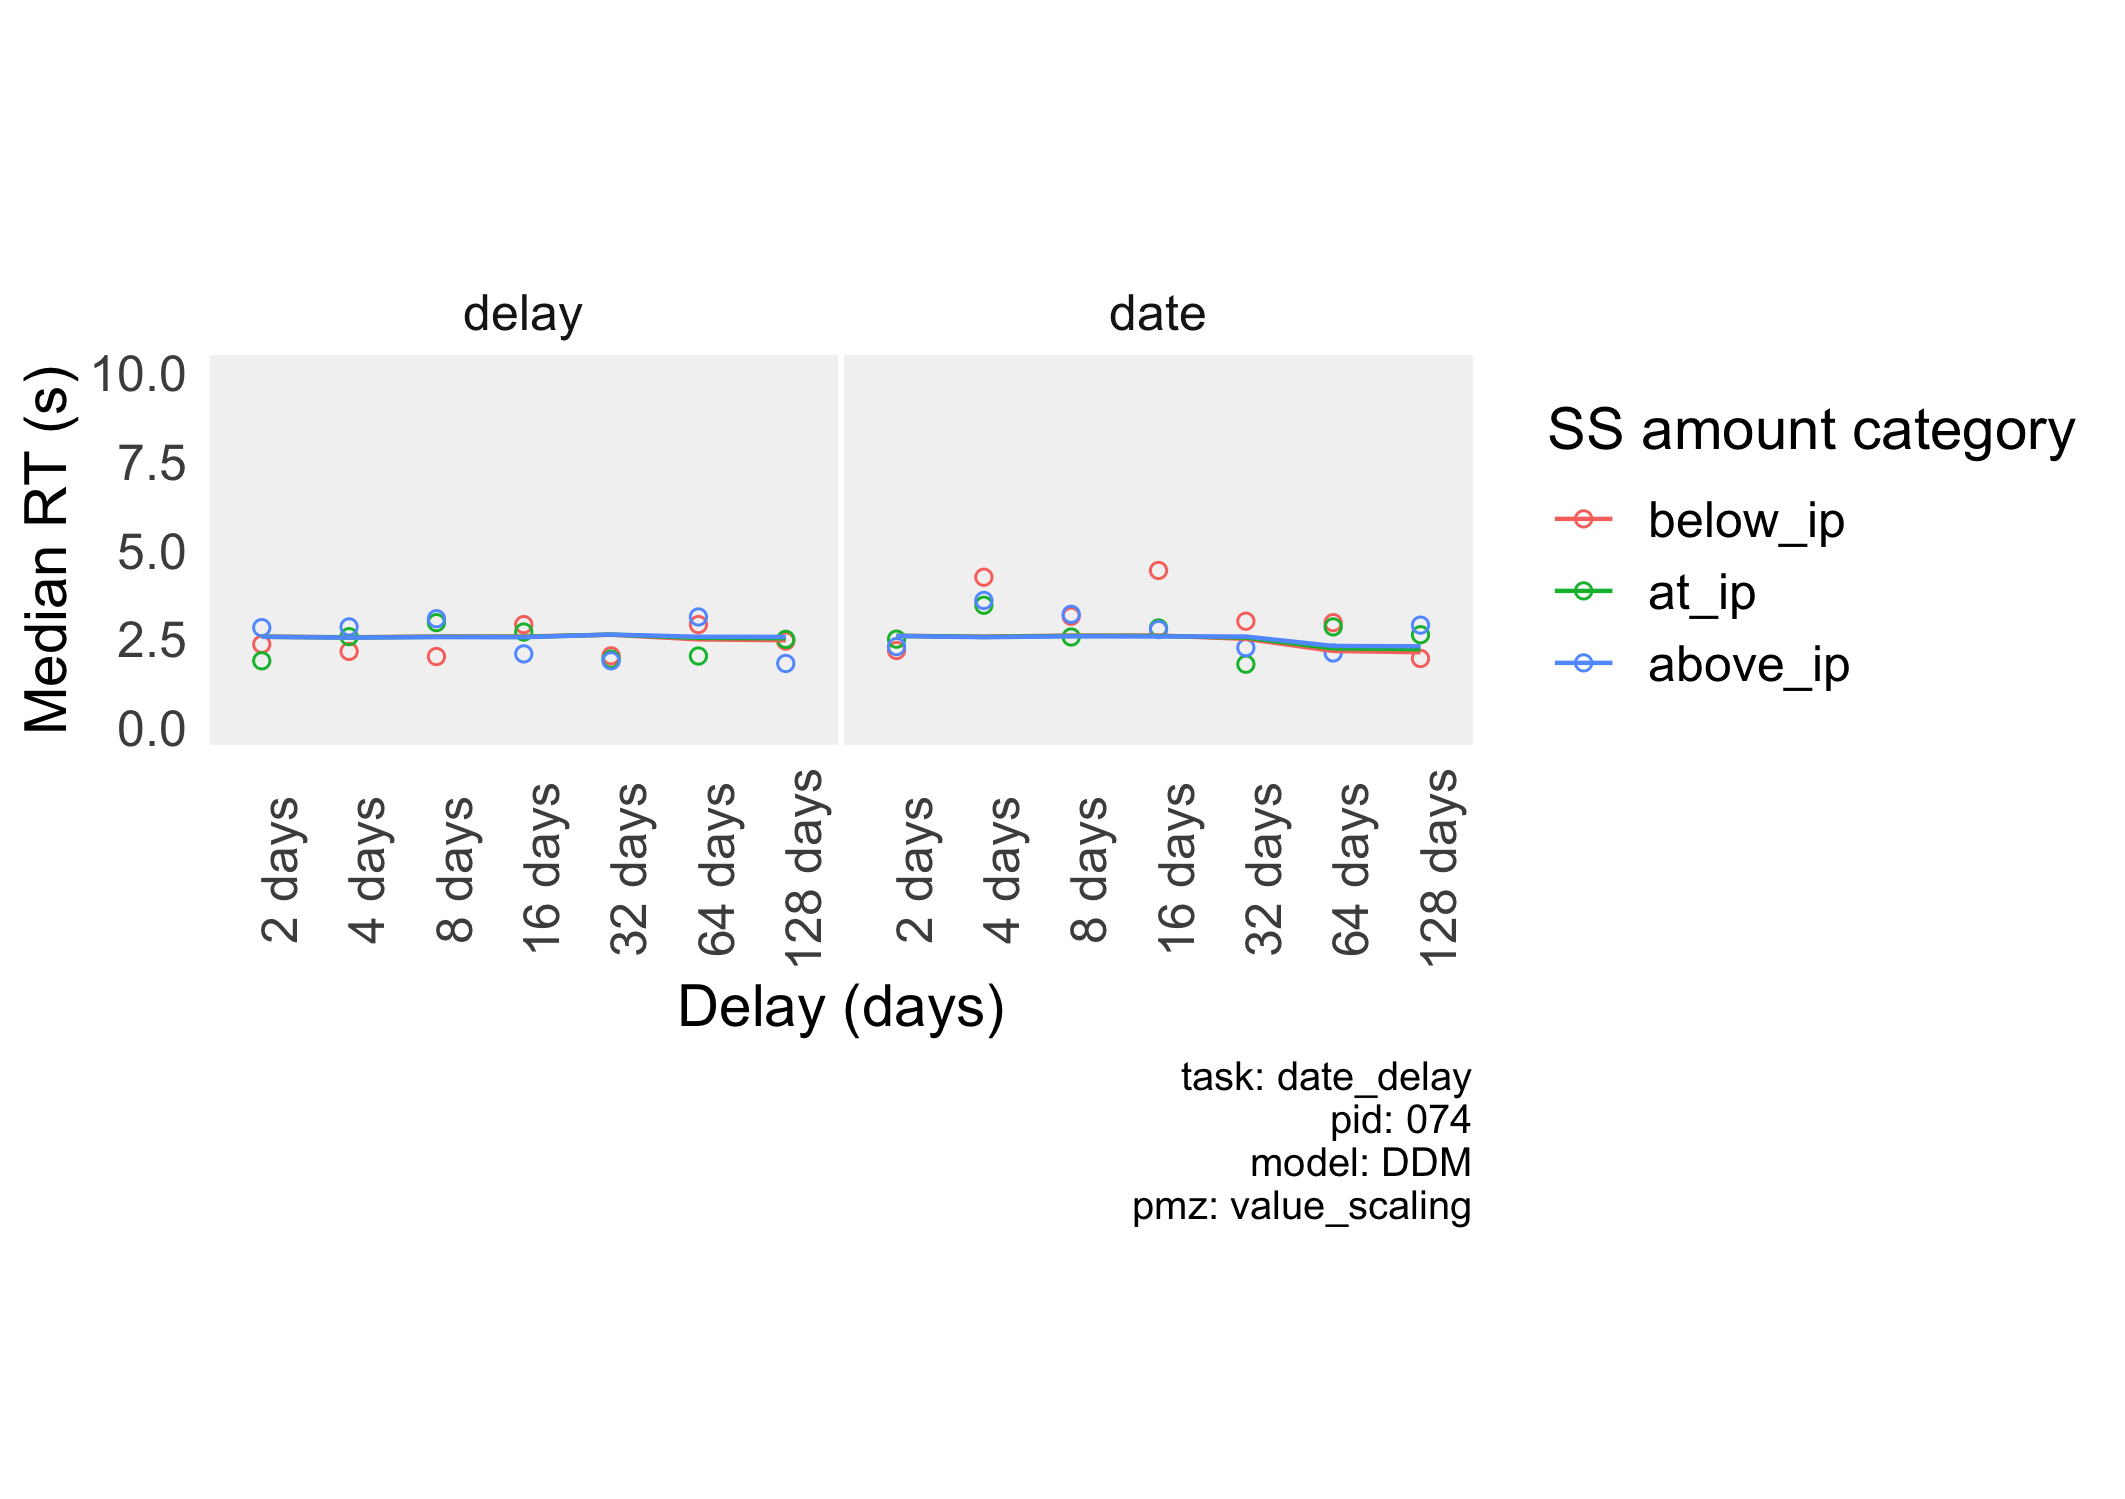 delay
date
Median RT (s)
10.0
7.5
5.0
2.5
0.0
2 days
4 days
8 days
16 days
32 days
64 days
128 days
2 days
4 days
8 days
16 days
32 days
64 days
128 days
Delay (days)
SS amount category
below_ip
at_ip
above_ip
task: date_delay
pid: 074
model: DDM
pmz: value_scaling